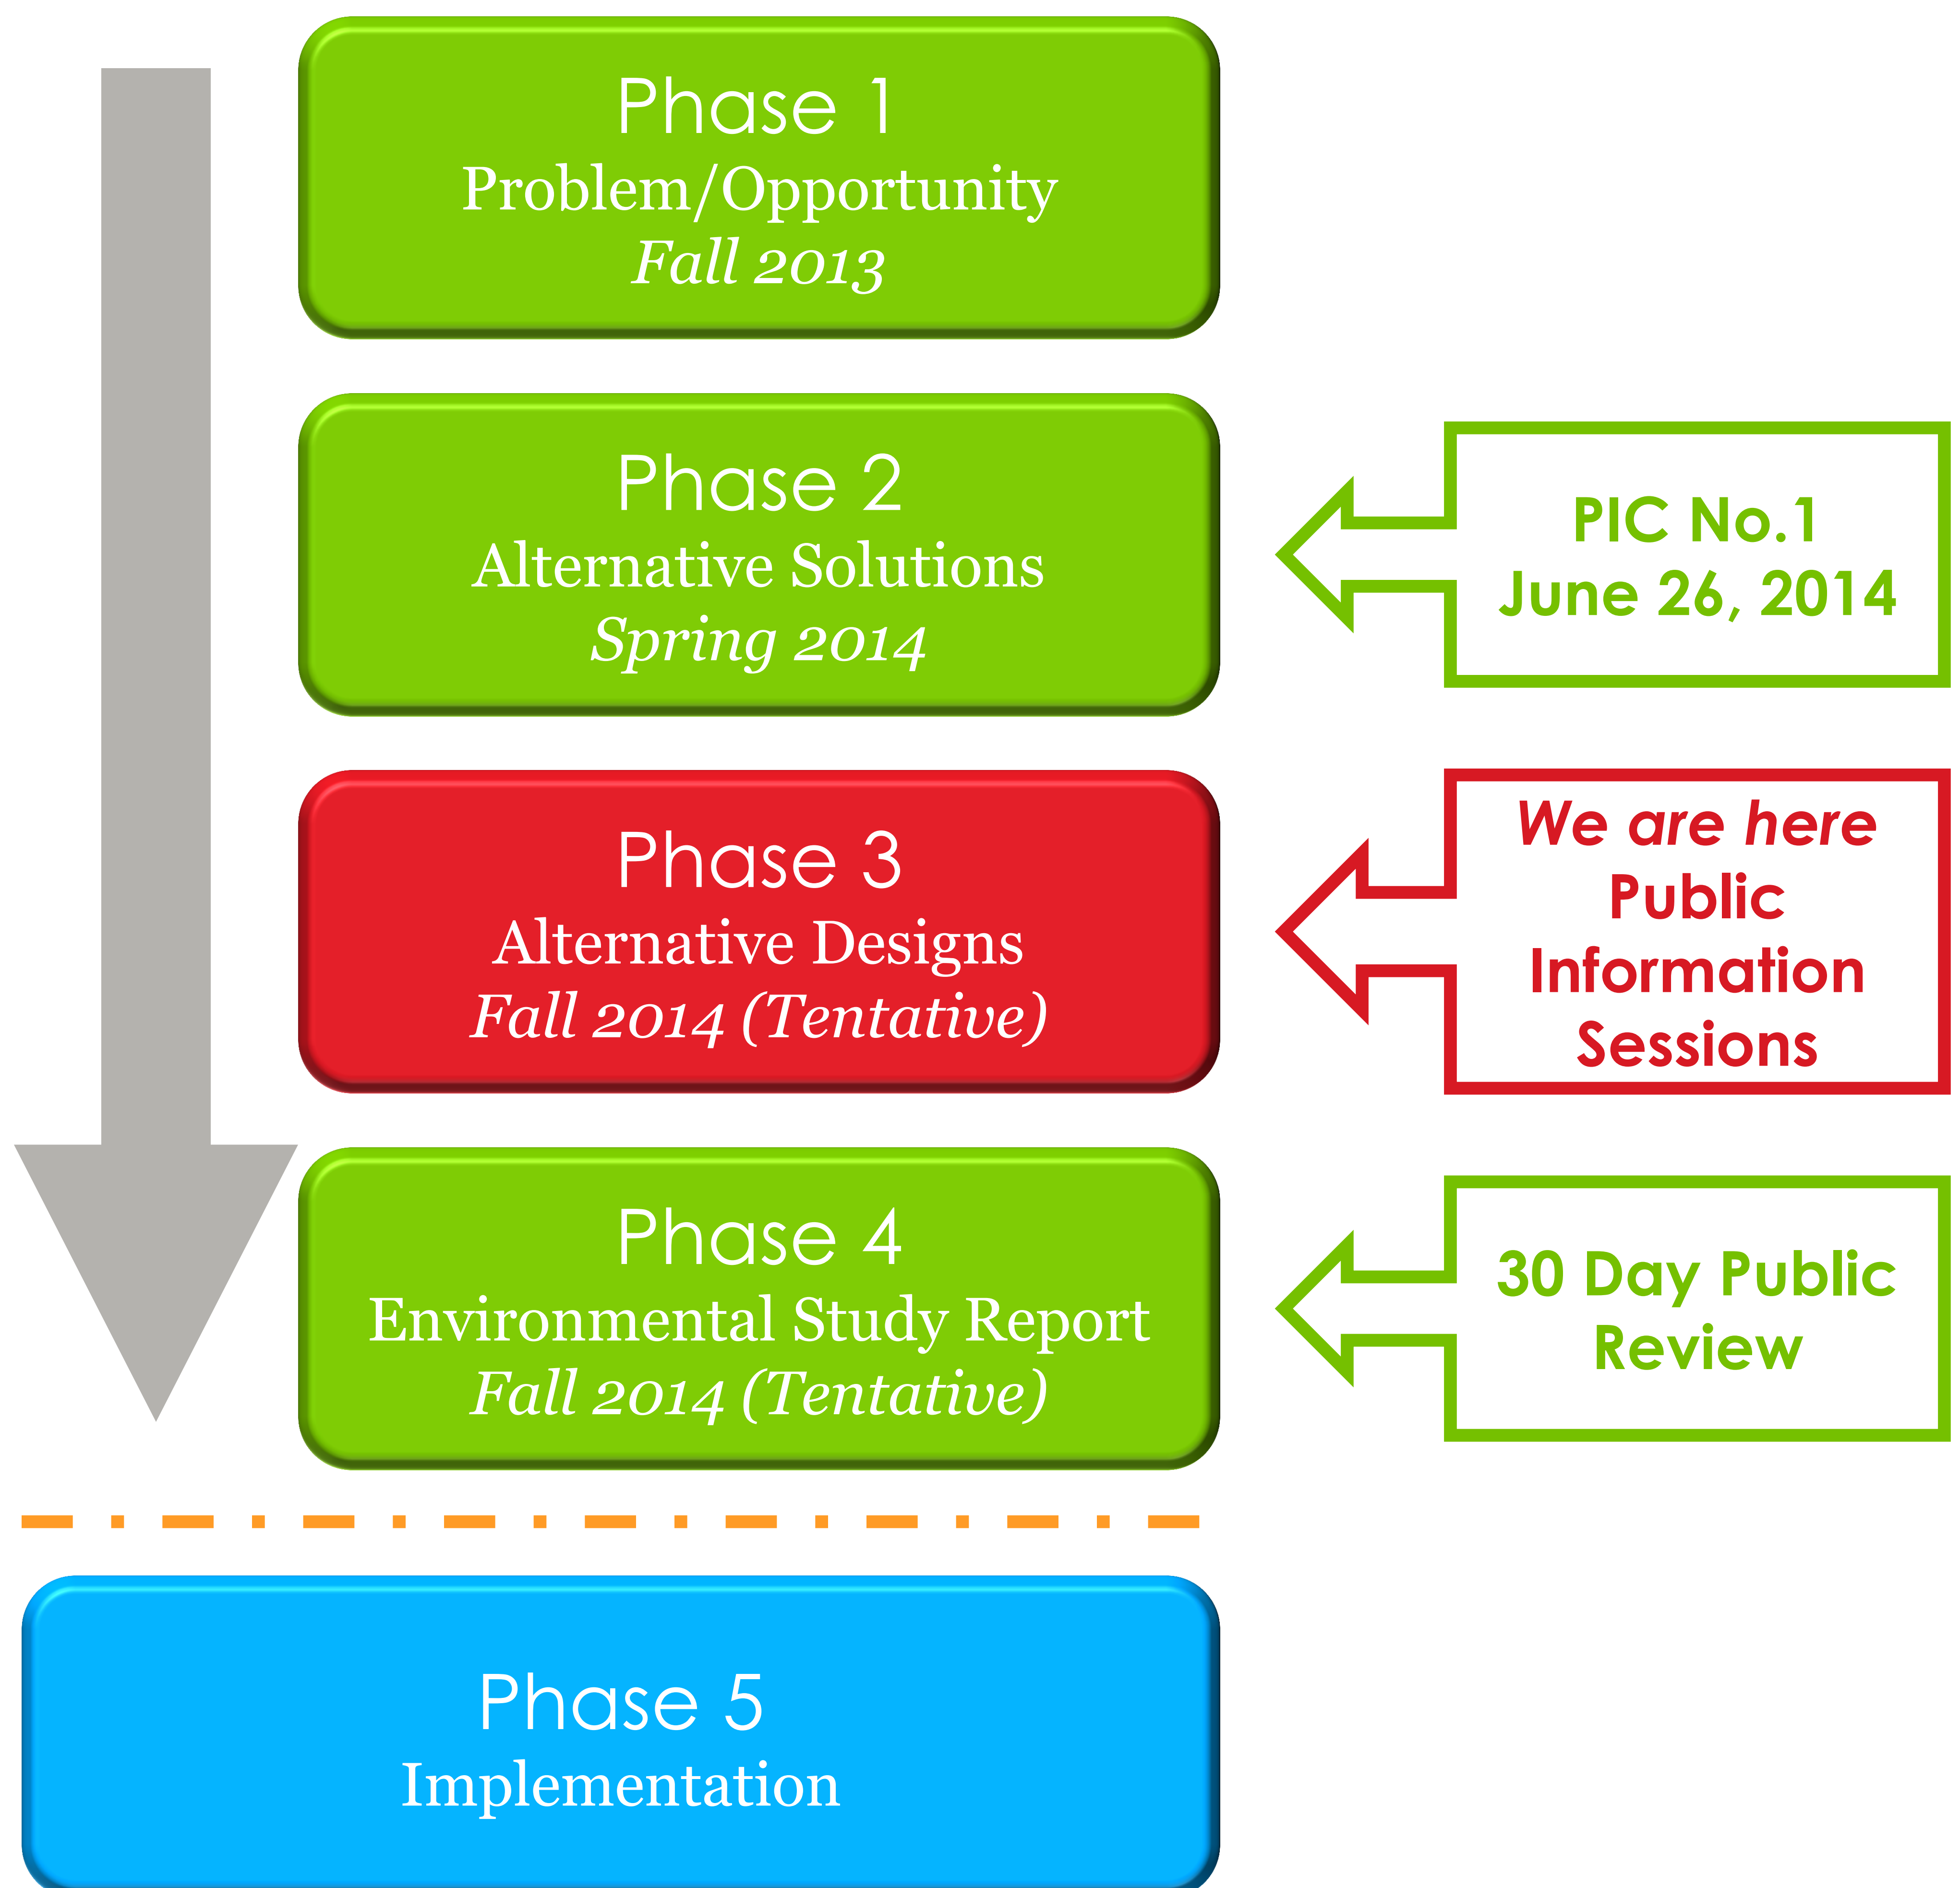 Phase 1
Problem/Opportunity
Fall 2013
Phase 2
Alternative Solutions
Spring 2014
PIC No.1
June 26, 2014
Phase 3
Alternative Designs
Fall 2014 (Tentative)
We are here
Public
Information
Sessions
Phase 4
Environmental Study Report
Fall 2014 (Tentative)
30 Day Public
Review
Phase 5
Implementation